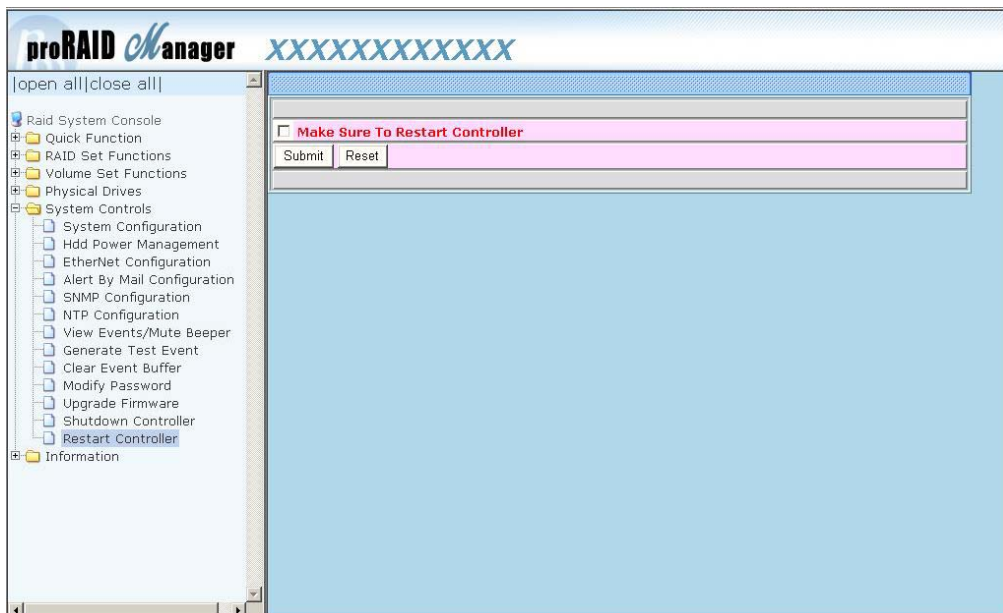 proRAID Manager XXXXXXXXXXXX
|open all|close all|
Raid System Console
Quick Function
RAID Set Functions
Volume Set Functions
Physical Drives
System Controls
System Configuration
Hdd Power Management
EtherNet Configuration
Alert By Mail Configuration
SNMP Configuration
NTP Configuration
View Events/Mute Beeper
Generate Test Event
Clear Event Buffer
Modify Password
Upgrade Firmware
Shutdown Controller
Restart Controller
Information
Make Sure To Restart Controller
Submit Reset